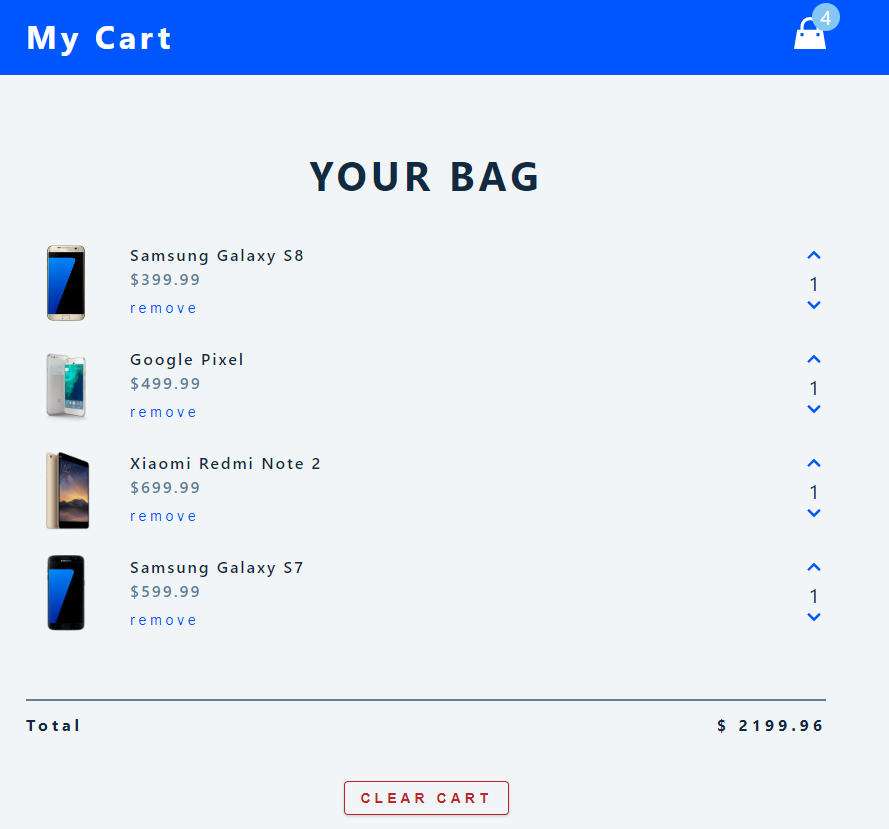 My Cart
4
YOUR BAG
Samsung Galaxy S8
$399.99
remove
1
Google Pixel
$499.99
remove
1
Xiaomi Redmi Note 2
$699.99
remove
1
Samsung Galaxy S7
$599.99
remove
1
Total
$ 2199.96
CLEAR CART